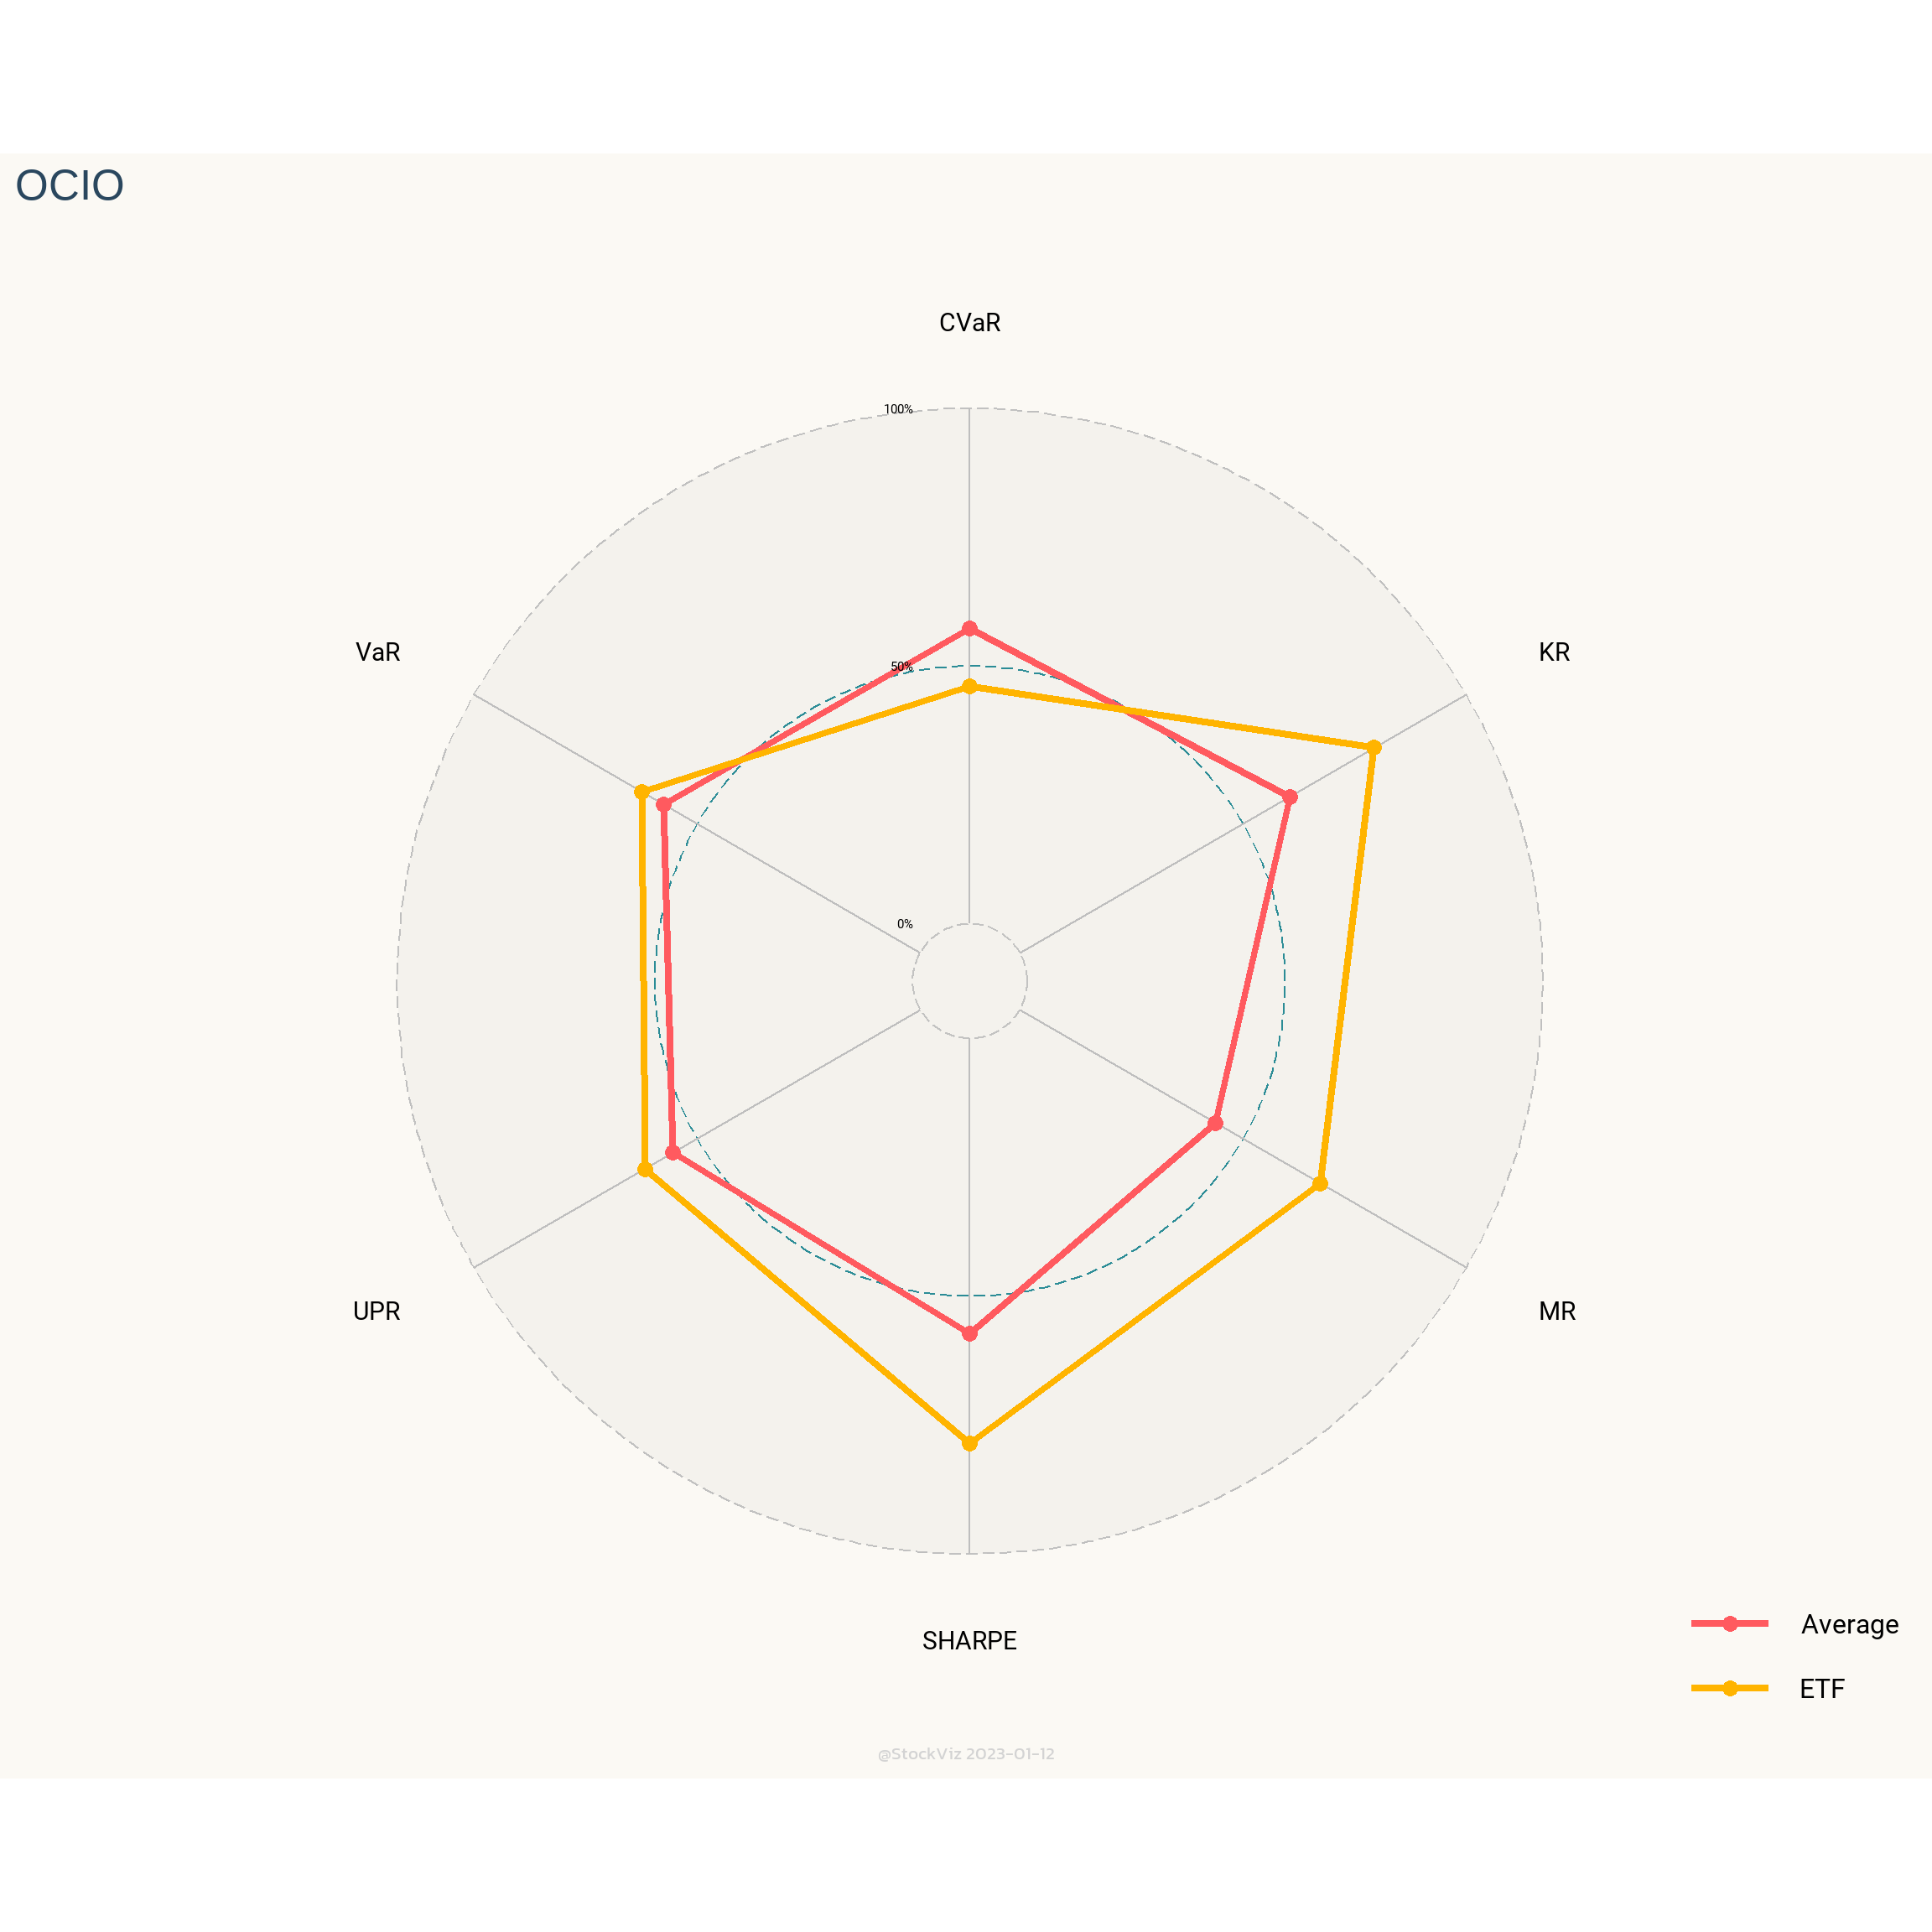 OCIO
CVaR
100%
KR
VaR
50%
0%
UPR
MR
SHARPE
Average
ETF
@StockViz 2023-01-12